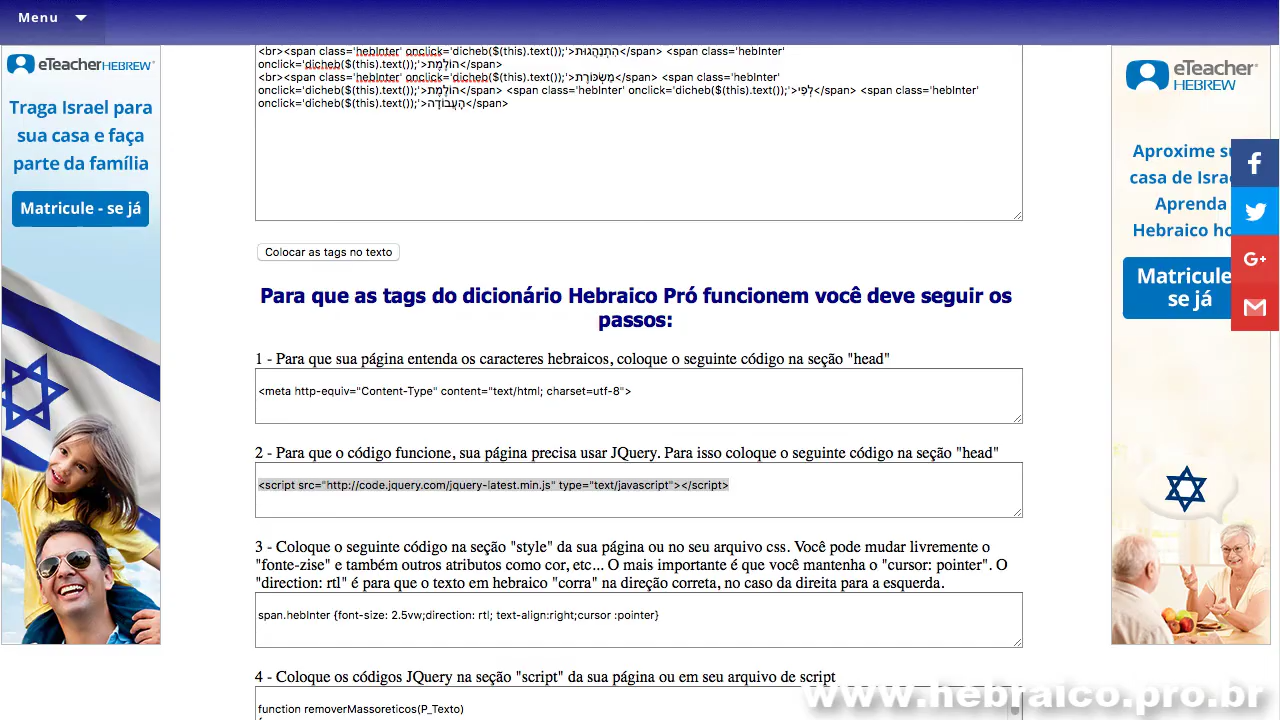 Menu
eTeacher
HEBREW
Traga Israel para
sua casa e faça
parte da família
Matricule - se já
<br><span class='hebInter' onclick='dicheb($(this).text());'>הִתְנַהֲגוּת</span> <span class='hebInter'
onclick='dicheb($(this).text());'>הוֹלֶמֶת</span>
<br><span class='hebInter' onclick='dicheb($(this).text());'>מַשְׂכּוֹרֶת</span> <span class='hebInter'
onclick='dicheb($(this).text());'>הוֹלֶמֶת</span> <span class='hebInter' onclick='dicheb($(this).text());'>לְפִי</span> <span class='hebInter'
onclick='dicheb($(this).text());'>הָעֲבוֹדָה</span>
Colocar as tags no texto
Para que as tags do dicionário Hebraico Pró funcionem você deve seguir os
passos:
1 - Para que sua página entenda os caracteres hebraicos, coloque o seguinte código na seção "head"
<meta http-equiv="Content-Type" content="text/html; charset=utf-8">
2 - Para que o código funcione, sua página precisa usar JQuery. Para isso coloque o seguinte código na seção "head"
<script src="http://code.jquery.com/jquery-latest.min.js" type="text/javascript"></script>
3 - Coloque o seguinte código na seção "style" da sua página ou no seu arquivo css. Você pode mudar livremente o
"fonte-zise" e também outros atributos como cor, etc... O mais importante é que você mantenha o "cursor: pointer". O
"direction: rtl" é para que o texto em hebraico "corra" na direção correta, no caso da direita para a esquerda.
span.hebInter {font-size: 2.5vw;direction: rtl; text-align:right;cursor :pointer}
4 - Coloque os códigos JQuery na seção "script" da sua página ou em seu arquivo de script
function removerMassoreticos(P_Texto)
eTeacher
HEBREW
Aproxime su
casa de Isra
Aprenda
Hebraico ho
Matricule
se já
www.hebraico.pro.br